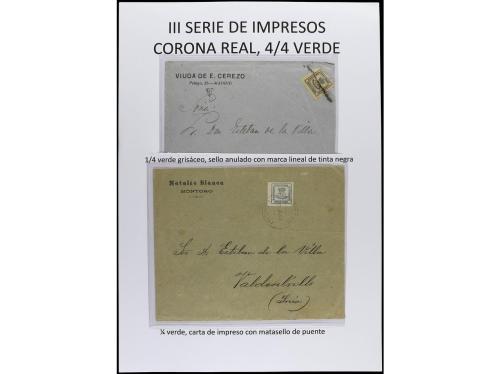 III SERIE DE IMPRESOS
CORONA REAL, 4/4 VERDE
VIUDA DE E. CEREZO
MADRID
Dn Esteban de la Villa
1/4 verde grisáceo, sello anulado con marca lineal de tinta negra
Natalio Blanca
MONTORO
Sr D. Esteban de la Villa
(Soria)
¼ verde, carta de impreso con matasello de puente